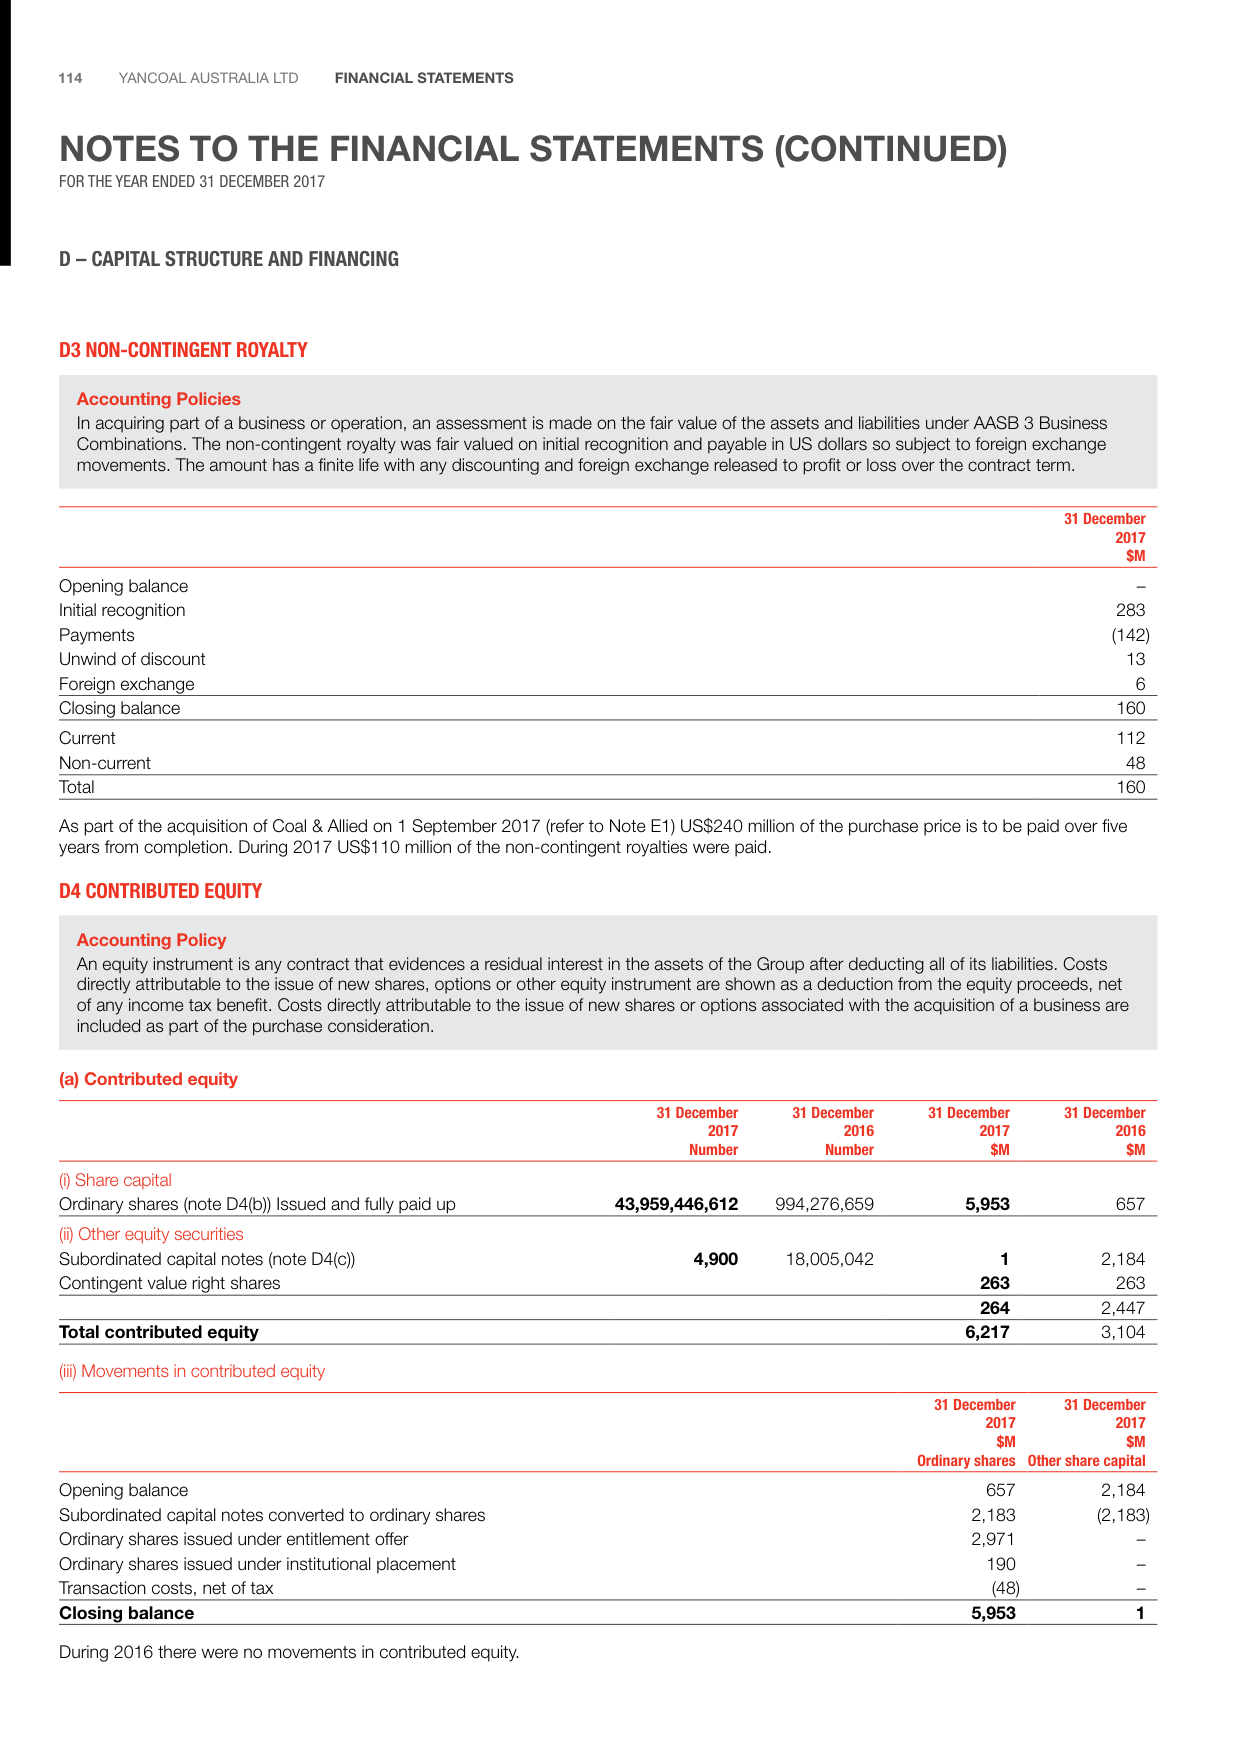 114 YANCOAL AUSTRALIA LTD FINANCIAL STATEMENTS
NOTES TO THE FINANCIAL STATEMENTS (CONTINUED)
FOR THE YEAR ENDED 31 DECEMBER 2017
D – CAPITAL STRUCTURE AND FINANCING
D3 NON-CONTINGENT ROYALTY
Accounting Policies
In acquiring part of a business or operation, an assessment is made on the fair value of the assets and liabilities under AASB 3 Business
Combinations. The non-contingent royalty was fair valued on initial recognition and payable in US dollars so subject to foreign exchange
movements. The amount has a finite life with any discounting and foreign exchange released to profit or loss over the contract term.
31 December
2017
$M
Opening balance –
Initial recognition 283
Payments (142)
Unwind of discount 13
Foreign exchange 6
Closing balance 160
Current 112
Non-current 48
Total 160
As part of the acquisition of Coal & Allied on 1 September 2017 (refer to Note E1) US$240 million of the purchase price is to be paid over five
years from completion. During 2017 US$110 million of the non-contingent royalties were paid.
D4 CONTRIBUTED EQUITY
Accounting Policy
An equity instrument is any contract that evidences a residual interest in the assets of the Group after deducting all of its liabilities. Costs
directly attributable to the issue of new shares, options or other equity instrument are shown as a deduction from the equity proceeds, net
of any income tax benefit. Costs directly attributable to the issue of new shares or options associated with the acquisition of a business are
included as part of the purchase consideration.
(a) Contributed equity
31 December 31 December 31 December 31 December
2017 2016 2017 2016
Number Number $M $M
(i) Share capital
Ordinary shares (note D4(b)) Issued and fully paid up 43,959,446,612 994,276,659 5,953 657
(ii) Other equity securities
Subordinated capital notes (note D4(c)) 4,900 18,005,042 1 2,184
Contingent value right shares 263 263
264 2,447
Total contributed equity 6,217 3,104
(iii) Movements in contributed equity
31 December 31 December
2017 2017
$M $M
Ordinary shares Other share capital
Opening balance 657 2,184
Subordinated capital notes converted to ordinary shares 2,183 (2,183)
Ordinary shares issued under entitlement offer 2,971 –
Ordinary shares issued under institutional placement 190 –
Transaction costs, net of tax (48) –
Closing balance 5,953 1
During 2016 there were no movements in contributed equity.